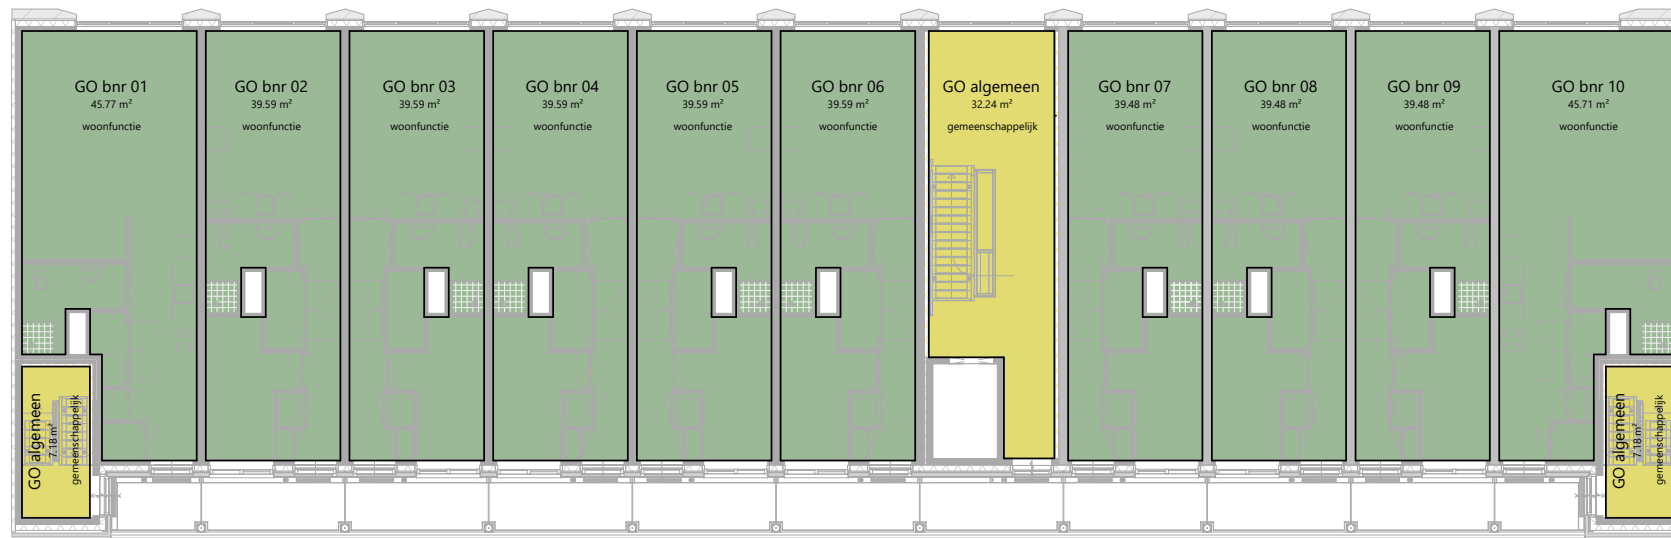 GO bnr 01
45.77 m²
woonfunctie
GO bnr 02
39.59 m²
woonfunctie
GO bnr 03
39.59 m²
woonfunctie
GO bnr 04
39.59 m²
woonfunctie
GO bnr 05
39.59 m²
woonfunctie
GO bnr 06
39.59 m²
woonfunctie
GO algemeen
32.24 m²
gemeenschappelijk
GO bnr 07
39.48 m²
woonfunctie
GO bnr 08
39.48 m²
woonfunctie
GO bnr 09
39.48 m²
woonfunctie
GO bnr 10
45.71 m²
woonfunctie
GO algemeen
7.18 m²
gemeenschappelijk
GO algemeen
7.18 m²
gemeenschappelijk